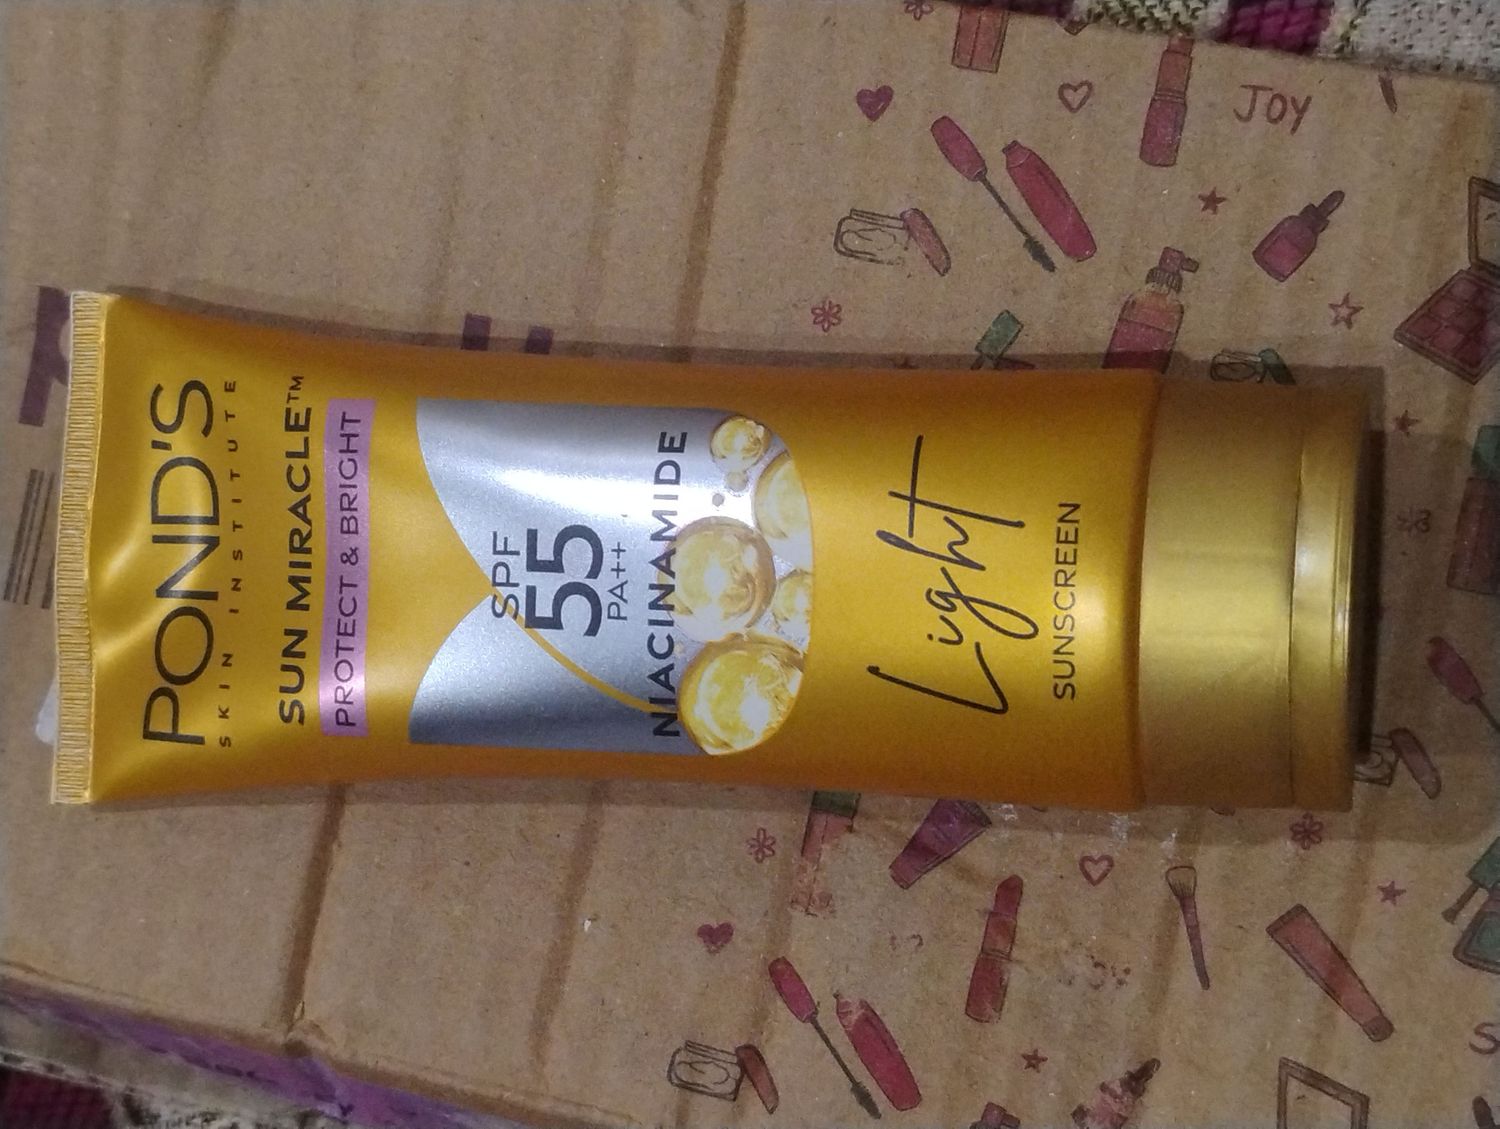 POND'S
SKIN INSTITUTE
SUN MIRACLE™
PROTECT & BRIGHT
SPF
55
PA++
NIACINAMIDE
Light
SUNSCREEN
JOY